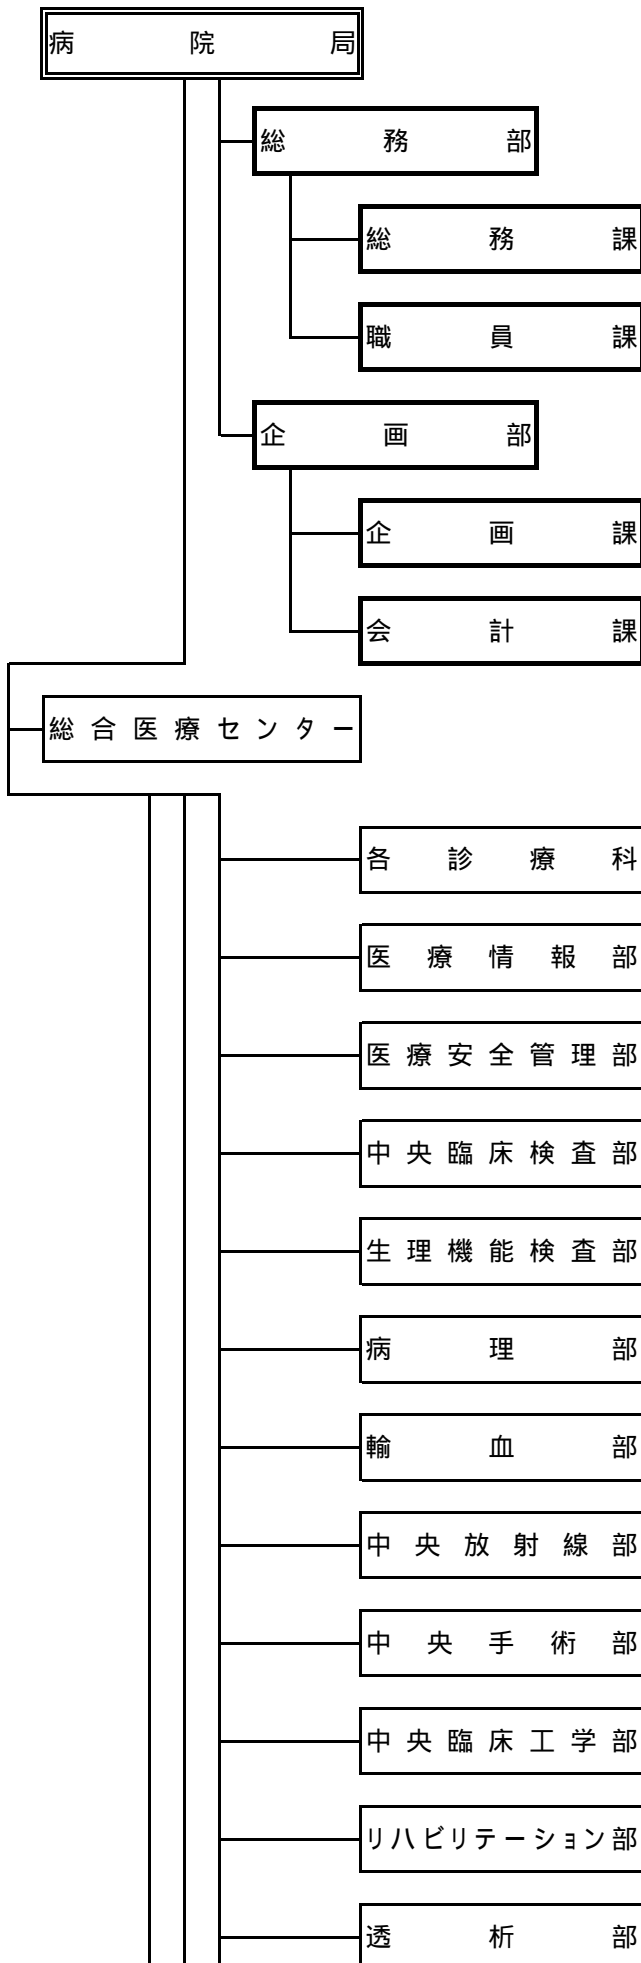 病院局
総務部
総務課
職員課
企画部
企画課
会計課
総合医療センター
各診療科
医療情報部
医療安全管理部
中央臨床検査部
生理機能検査部
病理部
輸血部
中央放射線部
中央手術部
中央臨床工学部
リハビリテーション部
透析部